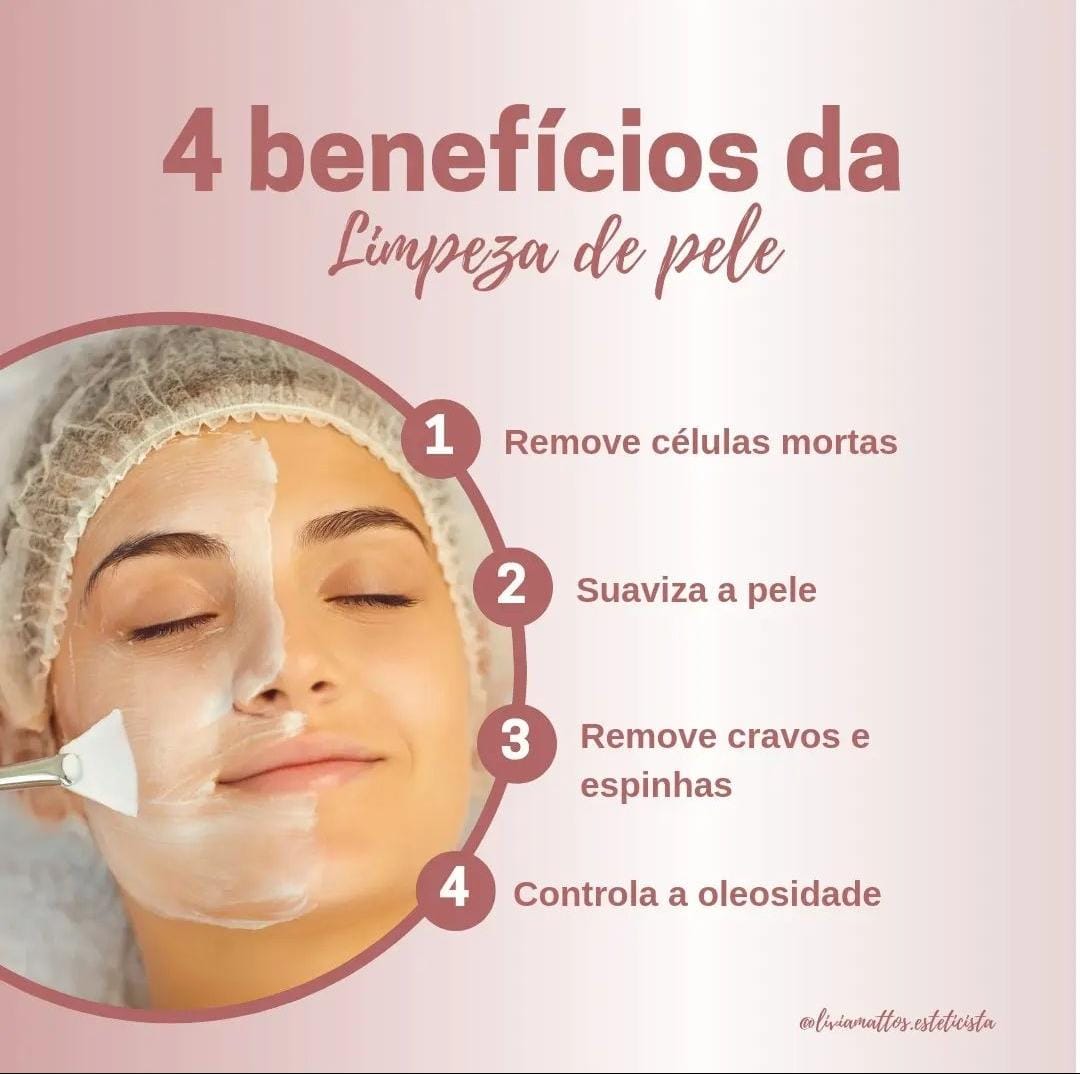 4 benefícios da
Limpeza de pele
1 Remove células mortas
2 Suaviza a pele
3 Remove cravos e
espinhas
4 Controla a oleosidade
@liviamattos.esteticista